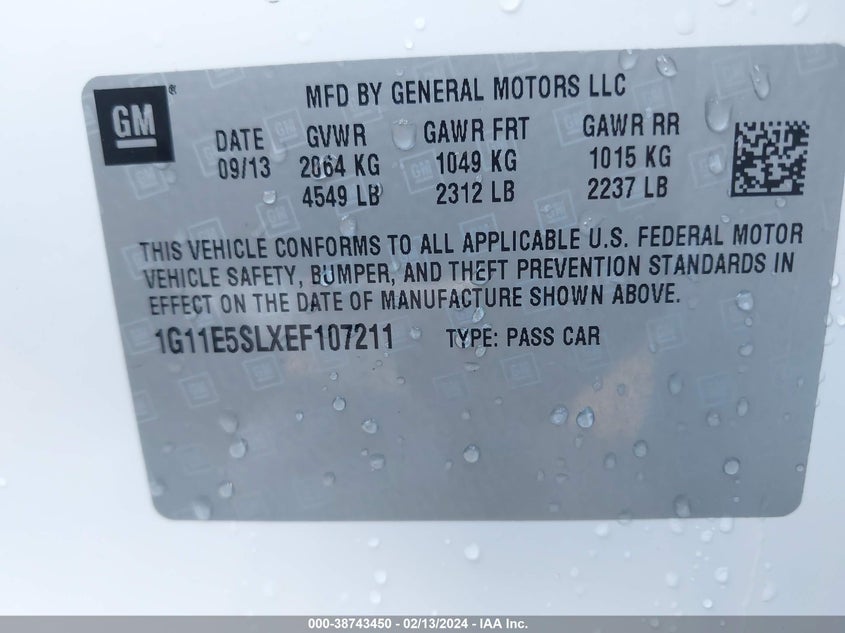 GM
®
MFD BY GENERAL MOTORS LLC
DATE GVWR GAWR FRT GAWR RR
09/13 2064 KG 1049 KG 1015 KG
4549 LB 2312 LB 2237 LB
THIS VEHICLE CONFORMS TO ALL APPLICABLE U.S. FEDERAL MOTOR
VEHICLE SAFETY, BUMPER, AND THEFT PREVENTION STANDARDS IN
EFFECT ON THE DATE OF MANUFACTURE SHOWN ABOVE.
1G11E5SLXEF107211 TYPE: PASS CAR
000-38743450 - 02/13/2024 - IAA Inc.